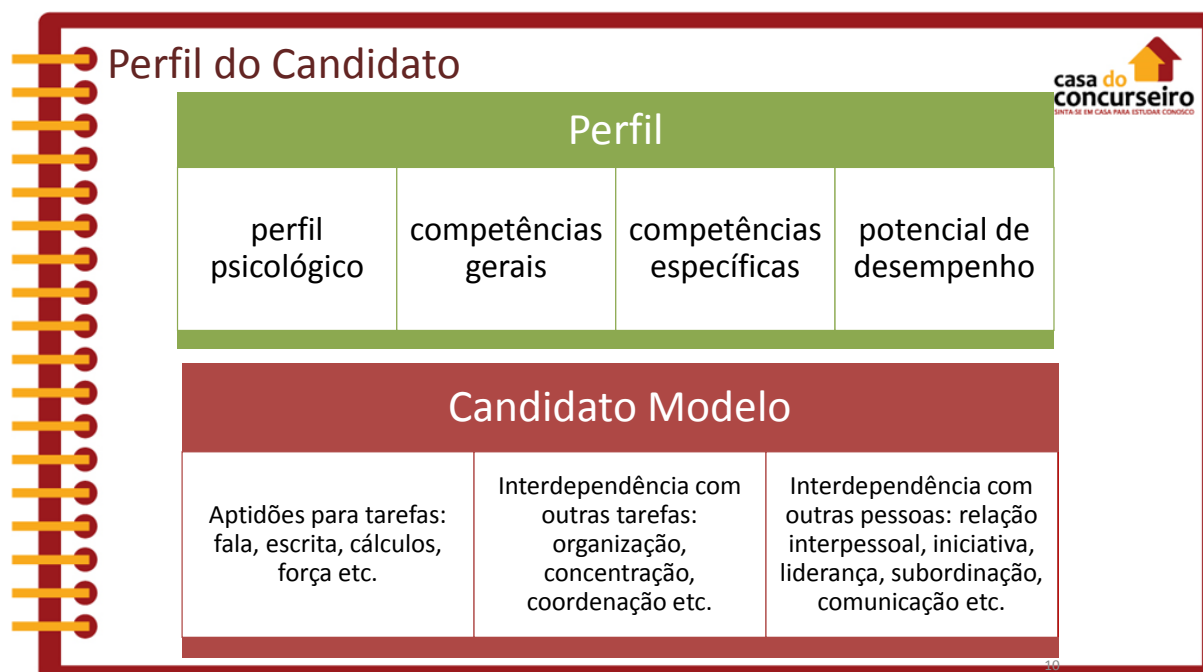 Perfil do Candidato
casa do
concurseiro
SINTA-SE EM CASA PARA ESTUDAR CONOSCO
Perfil
perfil
psicológico
competências
gerais
competências
específicas
potencial de
desempenho
Candidato Modelo
Aptidões para tarefas:
fala, escrita, cálculos,
força etc.
Interdependência com
outras tarefas:
organização,
concentração,
coordenação etc.
Interdependência com
outras pessoas: relação
interpessoal, iniciativa,
liderança, subordinação,
comunicação etc.
10